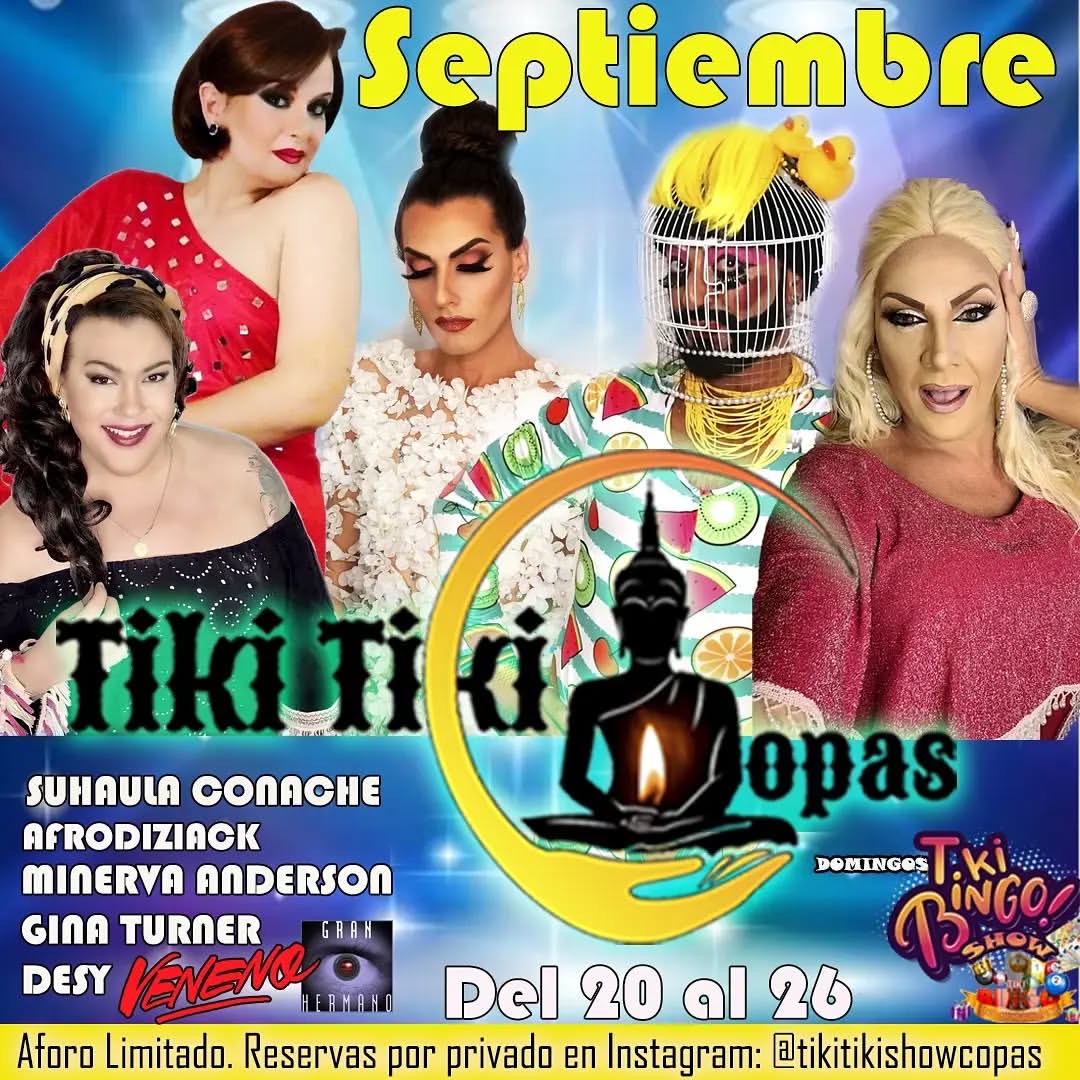 Septiembre
Tiki Tiki
Copas
SUHAULA CONACHE
AFRODIZIACK
MINERVA ANDERSON
GINA TURNER
DESY VENENO
GRAN
HERMANO
DOMINGOS
TIKI
BINGO!
SHOW
Del 20 al 26
Aforo Limitado. Reservas por privado en Instagram: @tikitikishowcopas